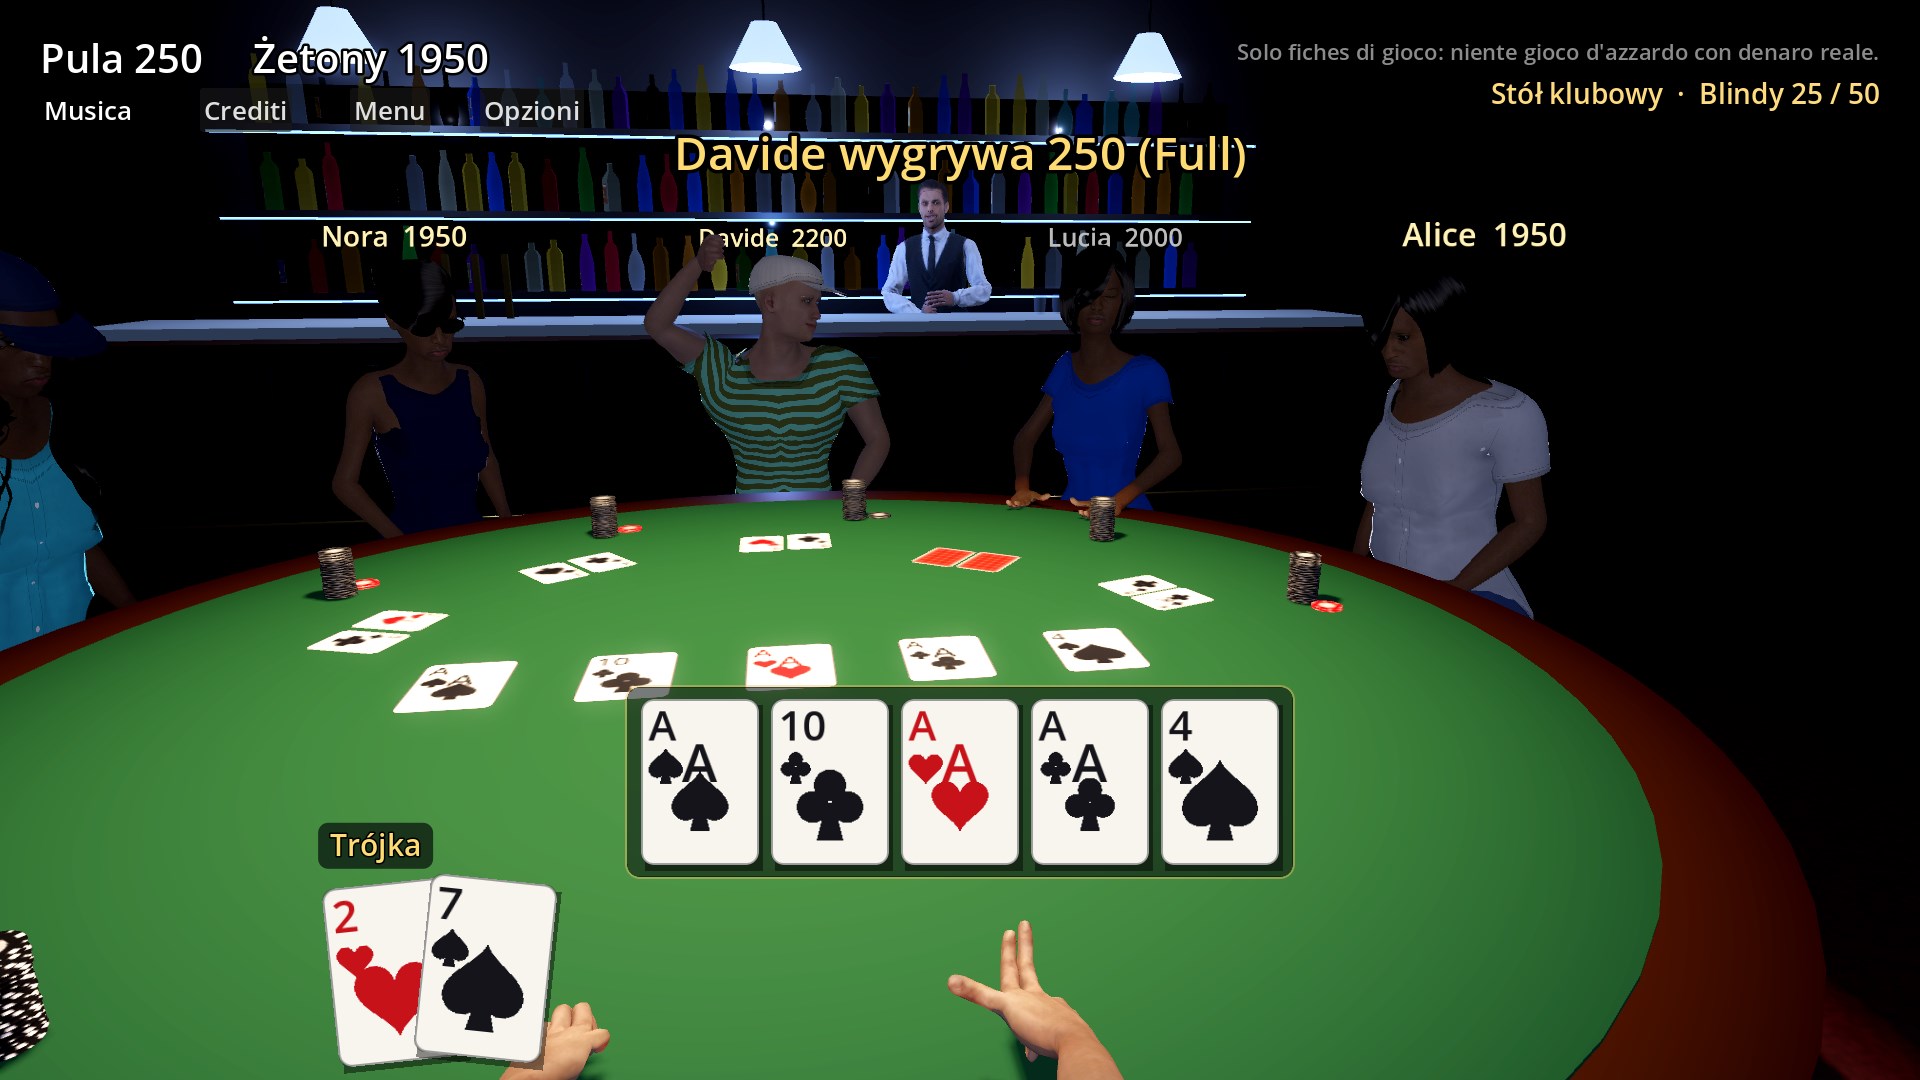 Pula 250 Żetony 1950
Solo fiches di gioco: niente gioco d'azzardo con denaro reale.
Stół klubowy · Blindy 25 / 50
Musica Crediti Menu Opzioni
Davide wygrywa 250 (Full)
Nora 1950
Davide 2200
Lucia 2000
Alice 1950
A A
10
A A
A A
4
A A
10
A A
A A
4
Trójka
2
7